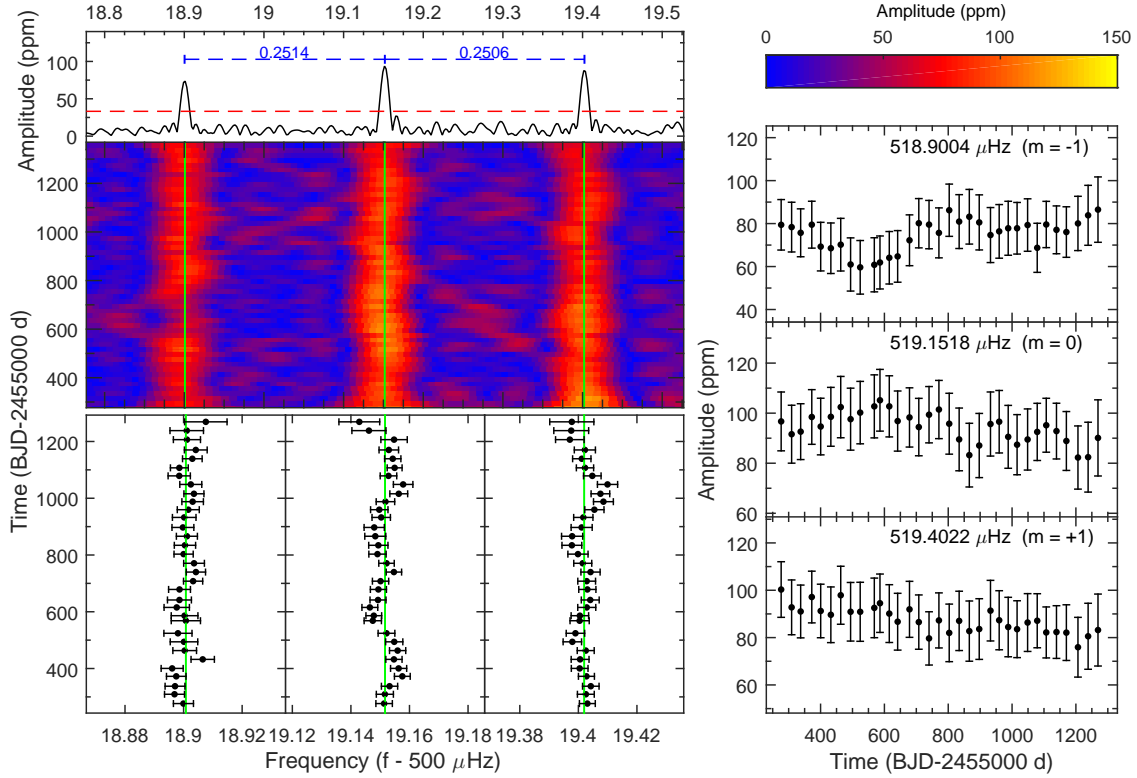 18.8 18.9 19 19.1 19.2 19.3 19.4 19.5
Amplitude (ppm)
100
50
0
0.2514 0.2506
Time (BJD-2455000 d)
1200
1000
800
600
400
1200
1000
800
600
400
18.88 18.9 18.92 19.12 19.14 19.16 19.38 19.4 19.42
Frequency (f - 500 μHz)
Amplitude (ppm)
0 50 100 150
Amplitude (ppm)
518.9004 μHz (m = -1)
120
100
80
60
40
519.1518 μHz (m = 0)
120
100
80
60
519.4022 μHz (m = +1)
120
100
80
60
400 600 800 1000 1200
Time (BJD-2455000 d)